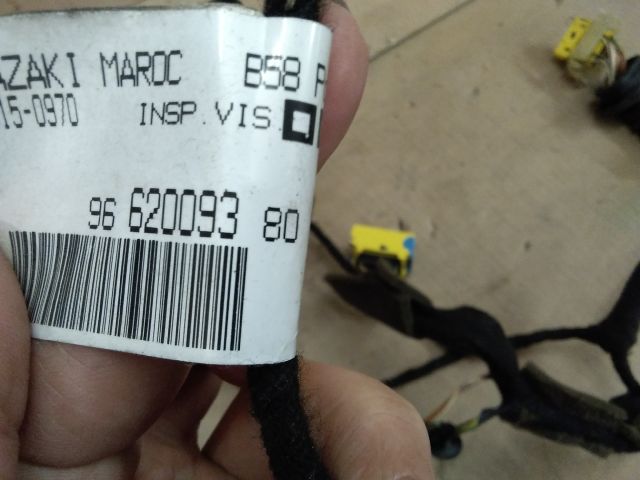 AZAKI MAROC B58 P
15-0970 INSP.VIS.
96 620093 80